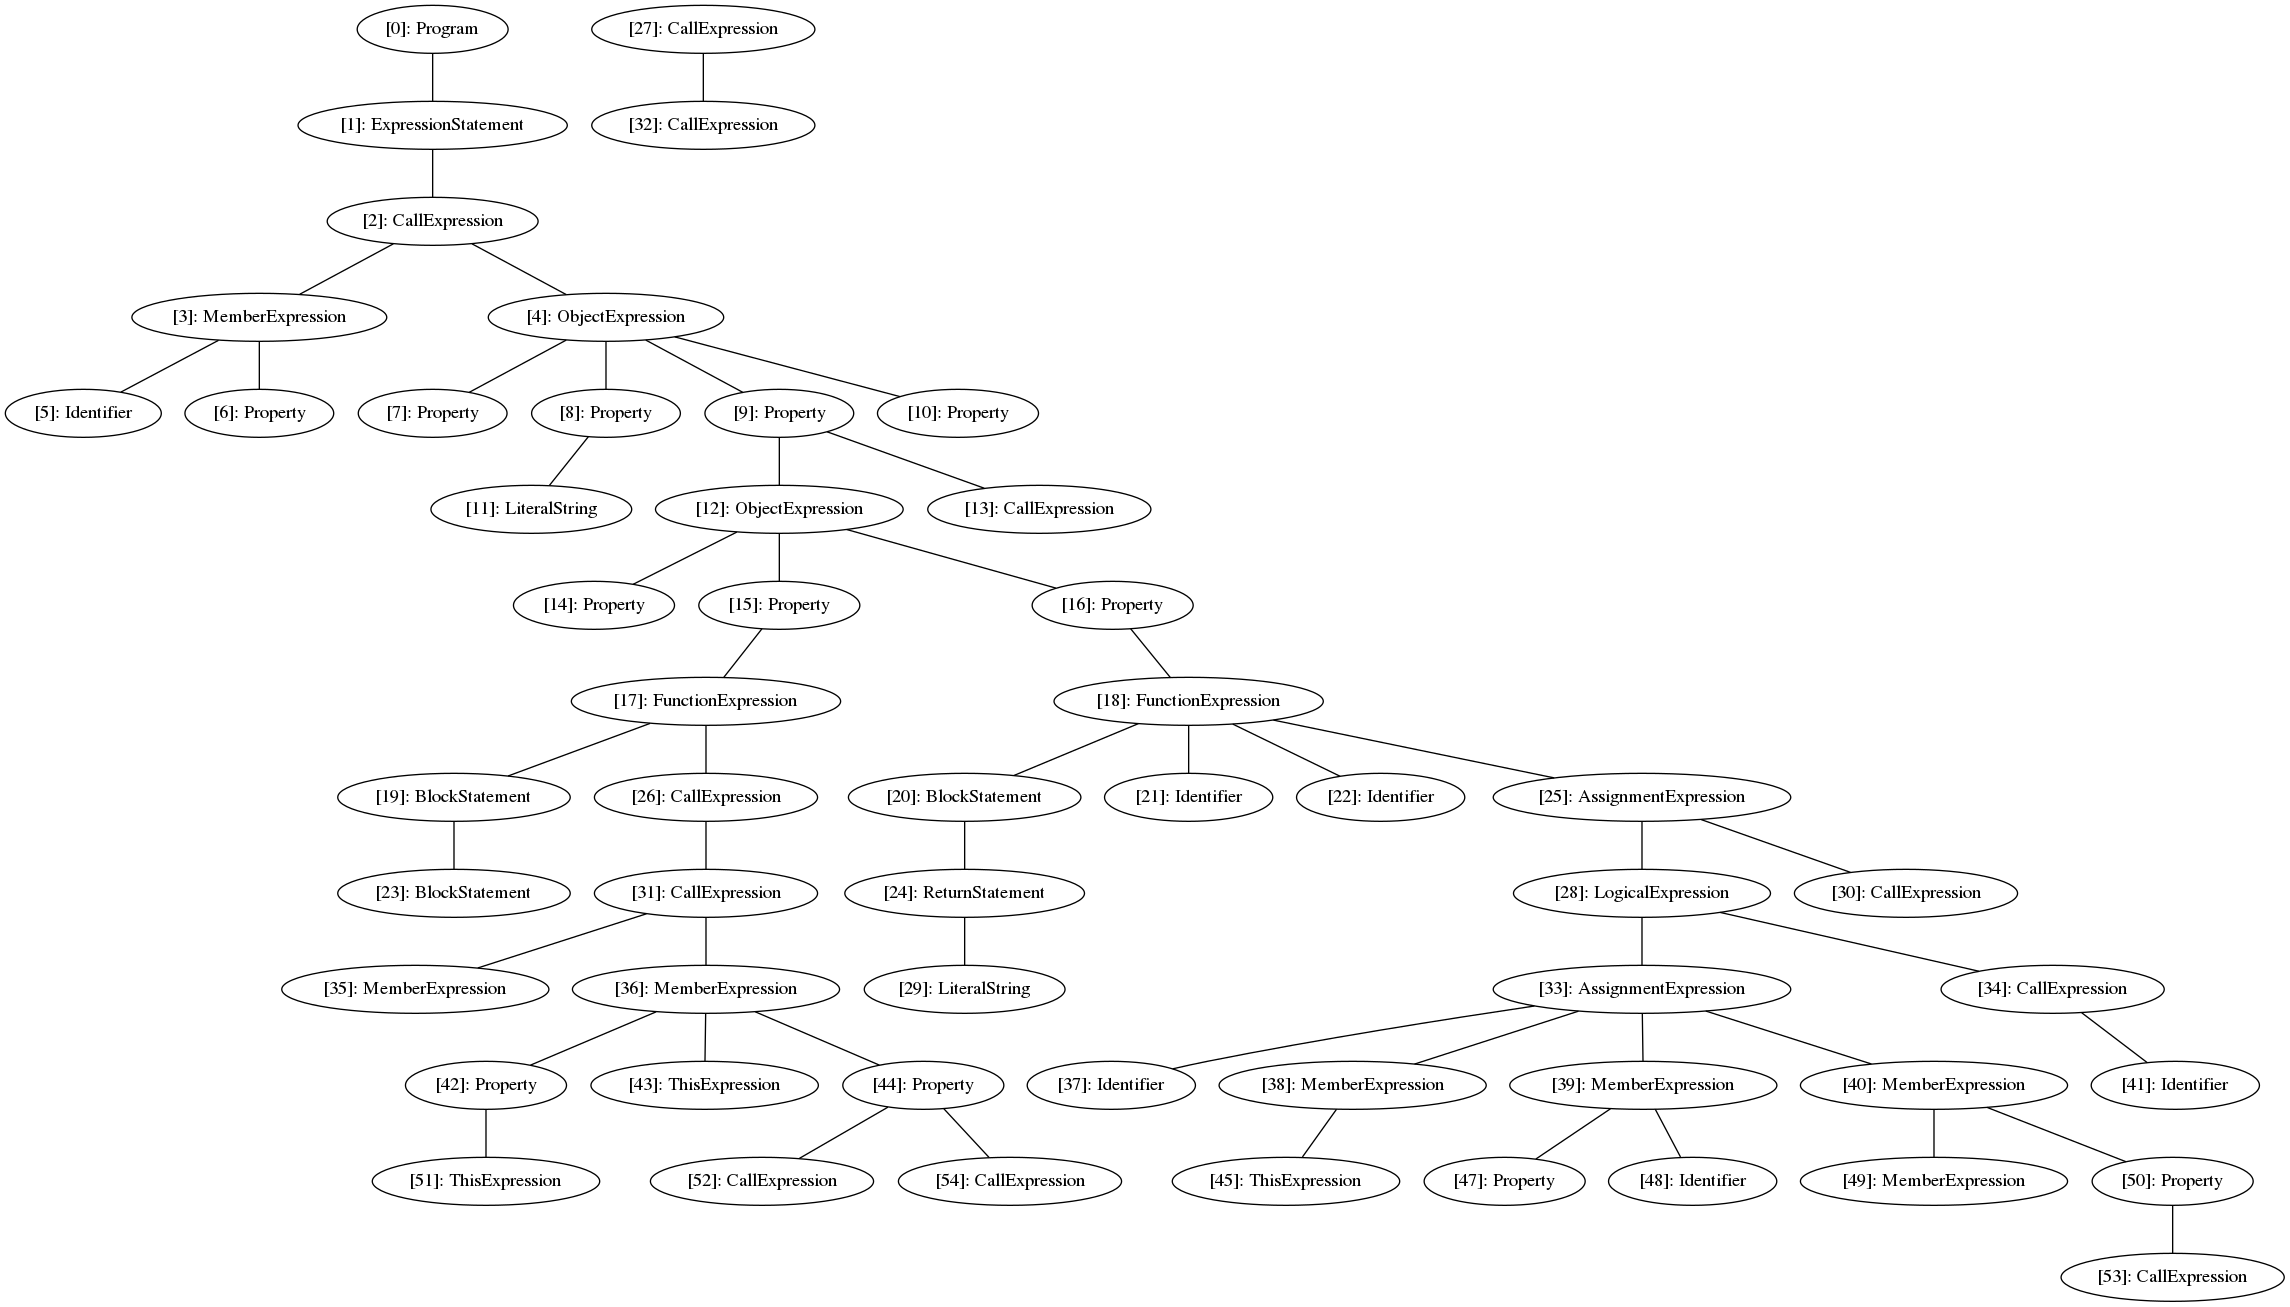 [0]: Program
[27]: CallExpression
[1]: ExpressionStatement
[32]: CallExpression
[2]: CallExpression
[3]: MemberExpression
[4]: ObjectExpression
[5]: Identifier
[6]: Property
[7]: Property
[8]: Property
[9]: Property
[10]: Property
[11]: LiteralString
[12]: ObjectExpression
[13]: CallExpression
[14]: Property
[15]: Property
[16]: Property
[17]: FunctionExpression
[18]: FunctionExpression
[19]: BlockStatement
[26]: CallExpression
[20]: BlockStatement
[21]: Identifier
[22]: Identifier
[25]: AssignmentExpression
[23]: BlockStatement
[31]: CallExpression
[24]: ReturnStatement
[28]: LogicalExpression
[30]: CallExpression
[35]: MemberExpression
[36]: MemberExpression
[29]: LiteralString
[33]: AssignmentExpression
[34]: CallExpression
[42]: Property
[43]: ThisExpression
[44]: Property
[37]: Identifier
[38]: MemberExpression
[39]: MemberExpression
[40]: MemberExpression
[41]: Identifier
[51]: ThisExpression
[52]: CallExpression
[54]: CallExpression
[45]: ThisExpression
[47]: Property
[48]: Identifier
[49]: MemberExpression
[50]: Property
[53]: CallExpression